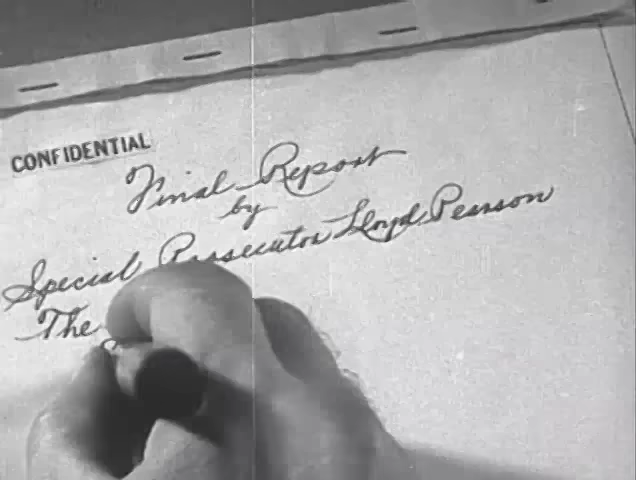 CONFIDENTIAL
Final Report
by
Special Prosecutor Lloyd Pearson
The